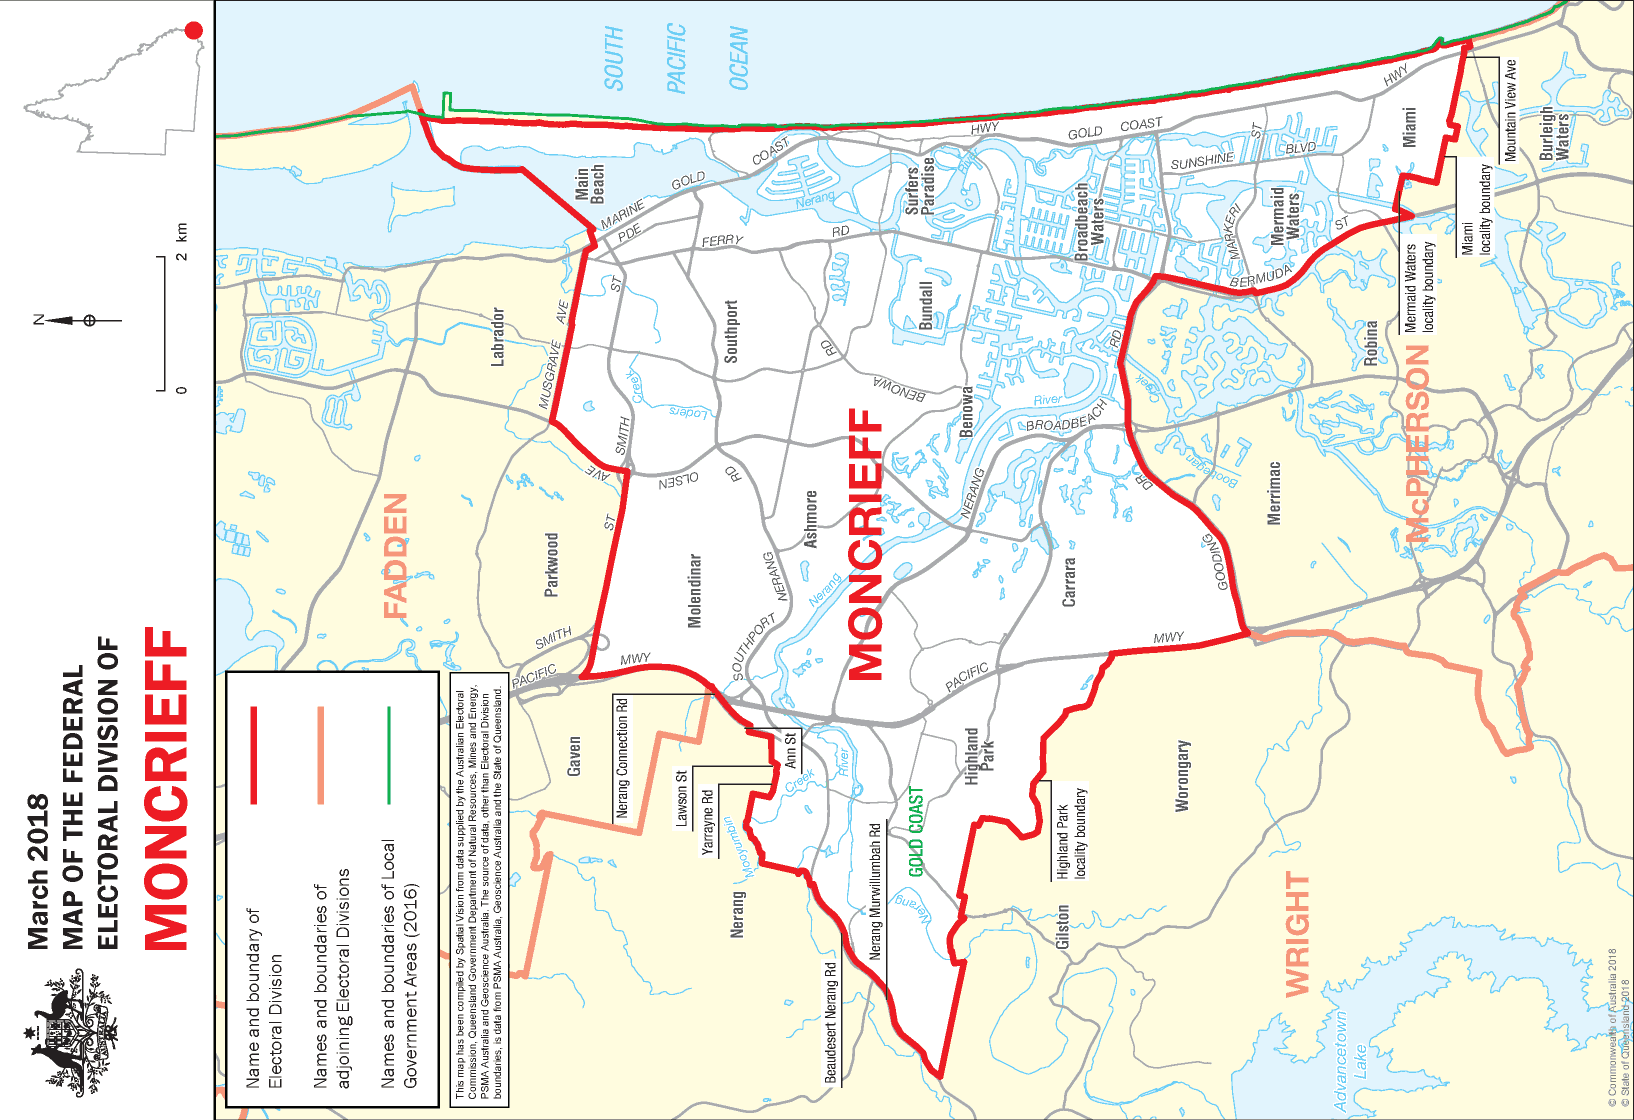 March 2018
MAP OF THE FEDERAL
ELECTORAL DIVISION OF
MONCRIEFF
N
0
2 km
Name and boundary of
Electoral Division
Names and boundaries of
adjoining Electoral Divisions
Names and boundaries of Local
Government Areas (2016)
This map has been compiled by Spatial Vision from data supplied by the Australian Electoral
Commission, Queensland Government Department of Natural Resources, Mines and Energy,
PSMA Australia and Geoscience Australia. The source of data, other than Electoral Division
boundaries, is data from PSMA Australia, Geoscience Australia and the State of Queensland.
SOUTH
PACIFIC
OCEAN
FADDEN
Labrador
Parkwood
Gaven
MUSGRAVE
AVE
AVE
SMITH
ST
SMITH
ST
SMITH
PACIFIC
MWY
Main
Beach
MARINE
PDE
GOLD
COAST
FERRY
RD
Southport
Loders
Creek
OLSEN
RD
Molendinar
SOUTHPORT
NERANG
Ashmore
RD
BENOWA
Nerang
Nerang Connection Rd
Lawson St
Yarrayne Rd
Ann St
Mooyumbin
Creek
River
Nerang
Surfers
Paradise
HWY
Bundall
Benowa
MONCRIEFF
Nerang
NERANG
BROADBEACH
RD
River
PACIFIC
MWY
Highland
Park
GOLD COAST
Nerang
Nerang Murwillumbah Rd
Beaudesert Nerang Rd
Highland Park
locality boundary
Gilston
Carrara
Broadbeach
Waters
GOLD
COAST
HWY
SUNSHINE
BLVD
MARKERI
ST
Mermaid
Waters
BERMUDA
ST
Miami
Mountain View Ave
Miami
locality boundary
Mermaid Waters
locality boundary
Burleigh
Waters
Robina
McPHERSON
Merrimac
Boobegan
Creek
GOODING
DR
Worongary
WRIGHT
Advancetown
Lake
© Commonwealth of Australia 2018
© State of Queensland 2018